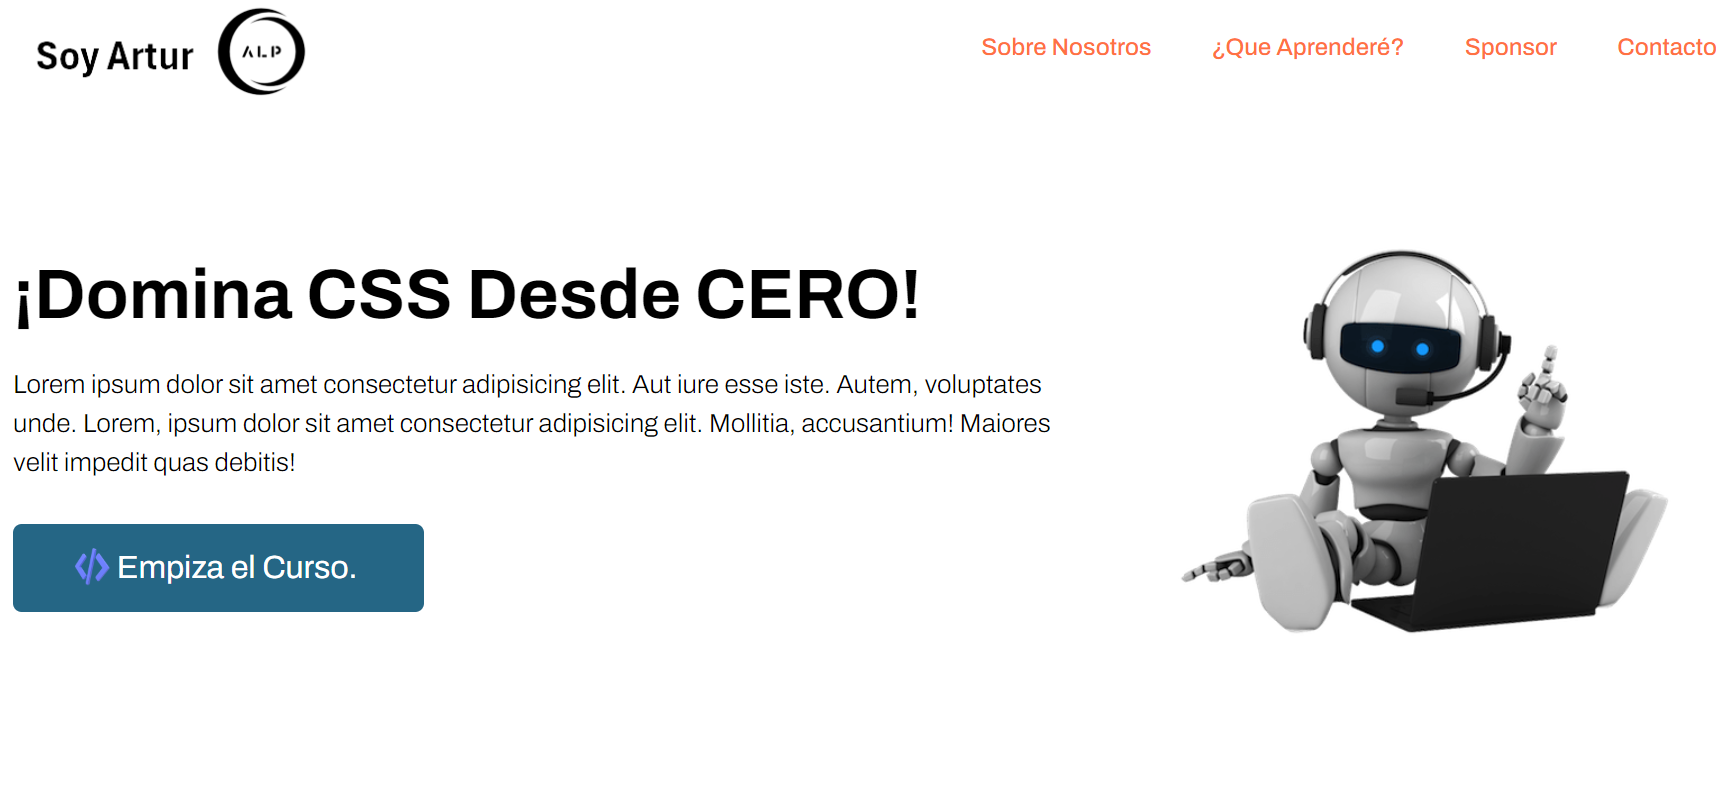 Soy Artur
ALP
Sobre Nosotros
¿Que Aprenderé?
Sponsor
Contacto
¡Domina CSS Desde CERO!
Lorem ipsum dolor sit amet consectetur adipisicing elit. Aut iure esse iste. Autem, voluptates
unde. Lorem, ipsum dolor sit amet consectetur adipisicing elit. Mollitia, accusantium! Maiores
velit impedit quas debitis!
</> Empiza el Curso.